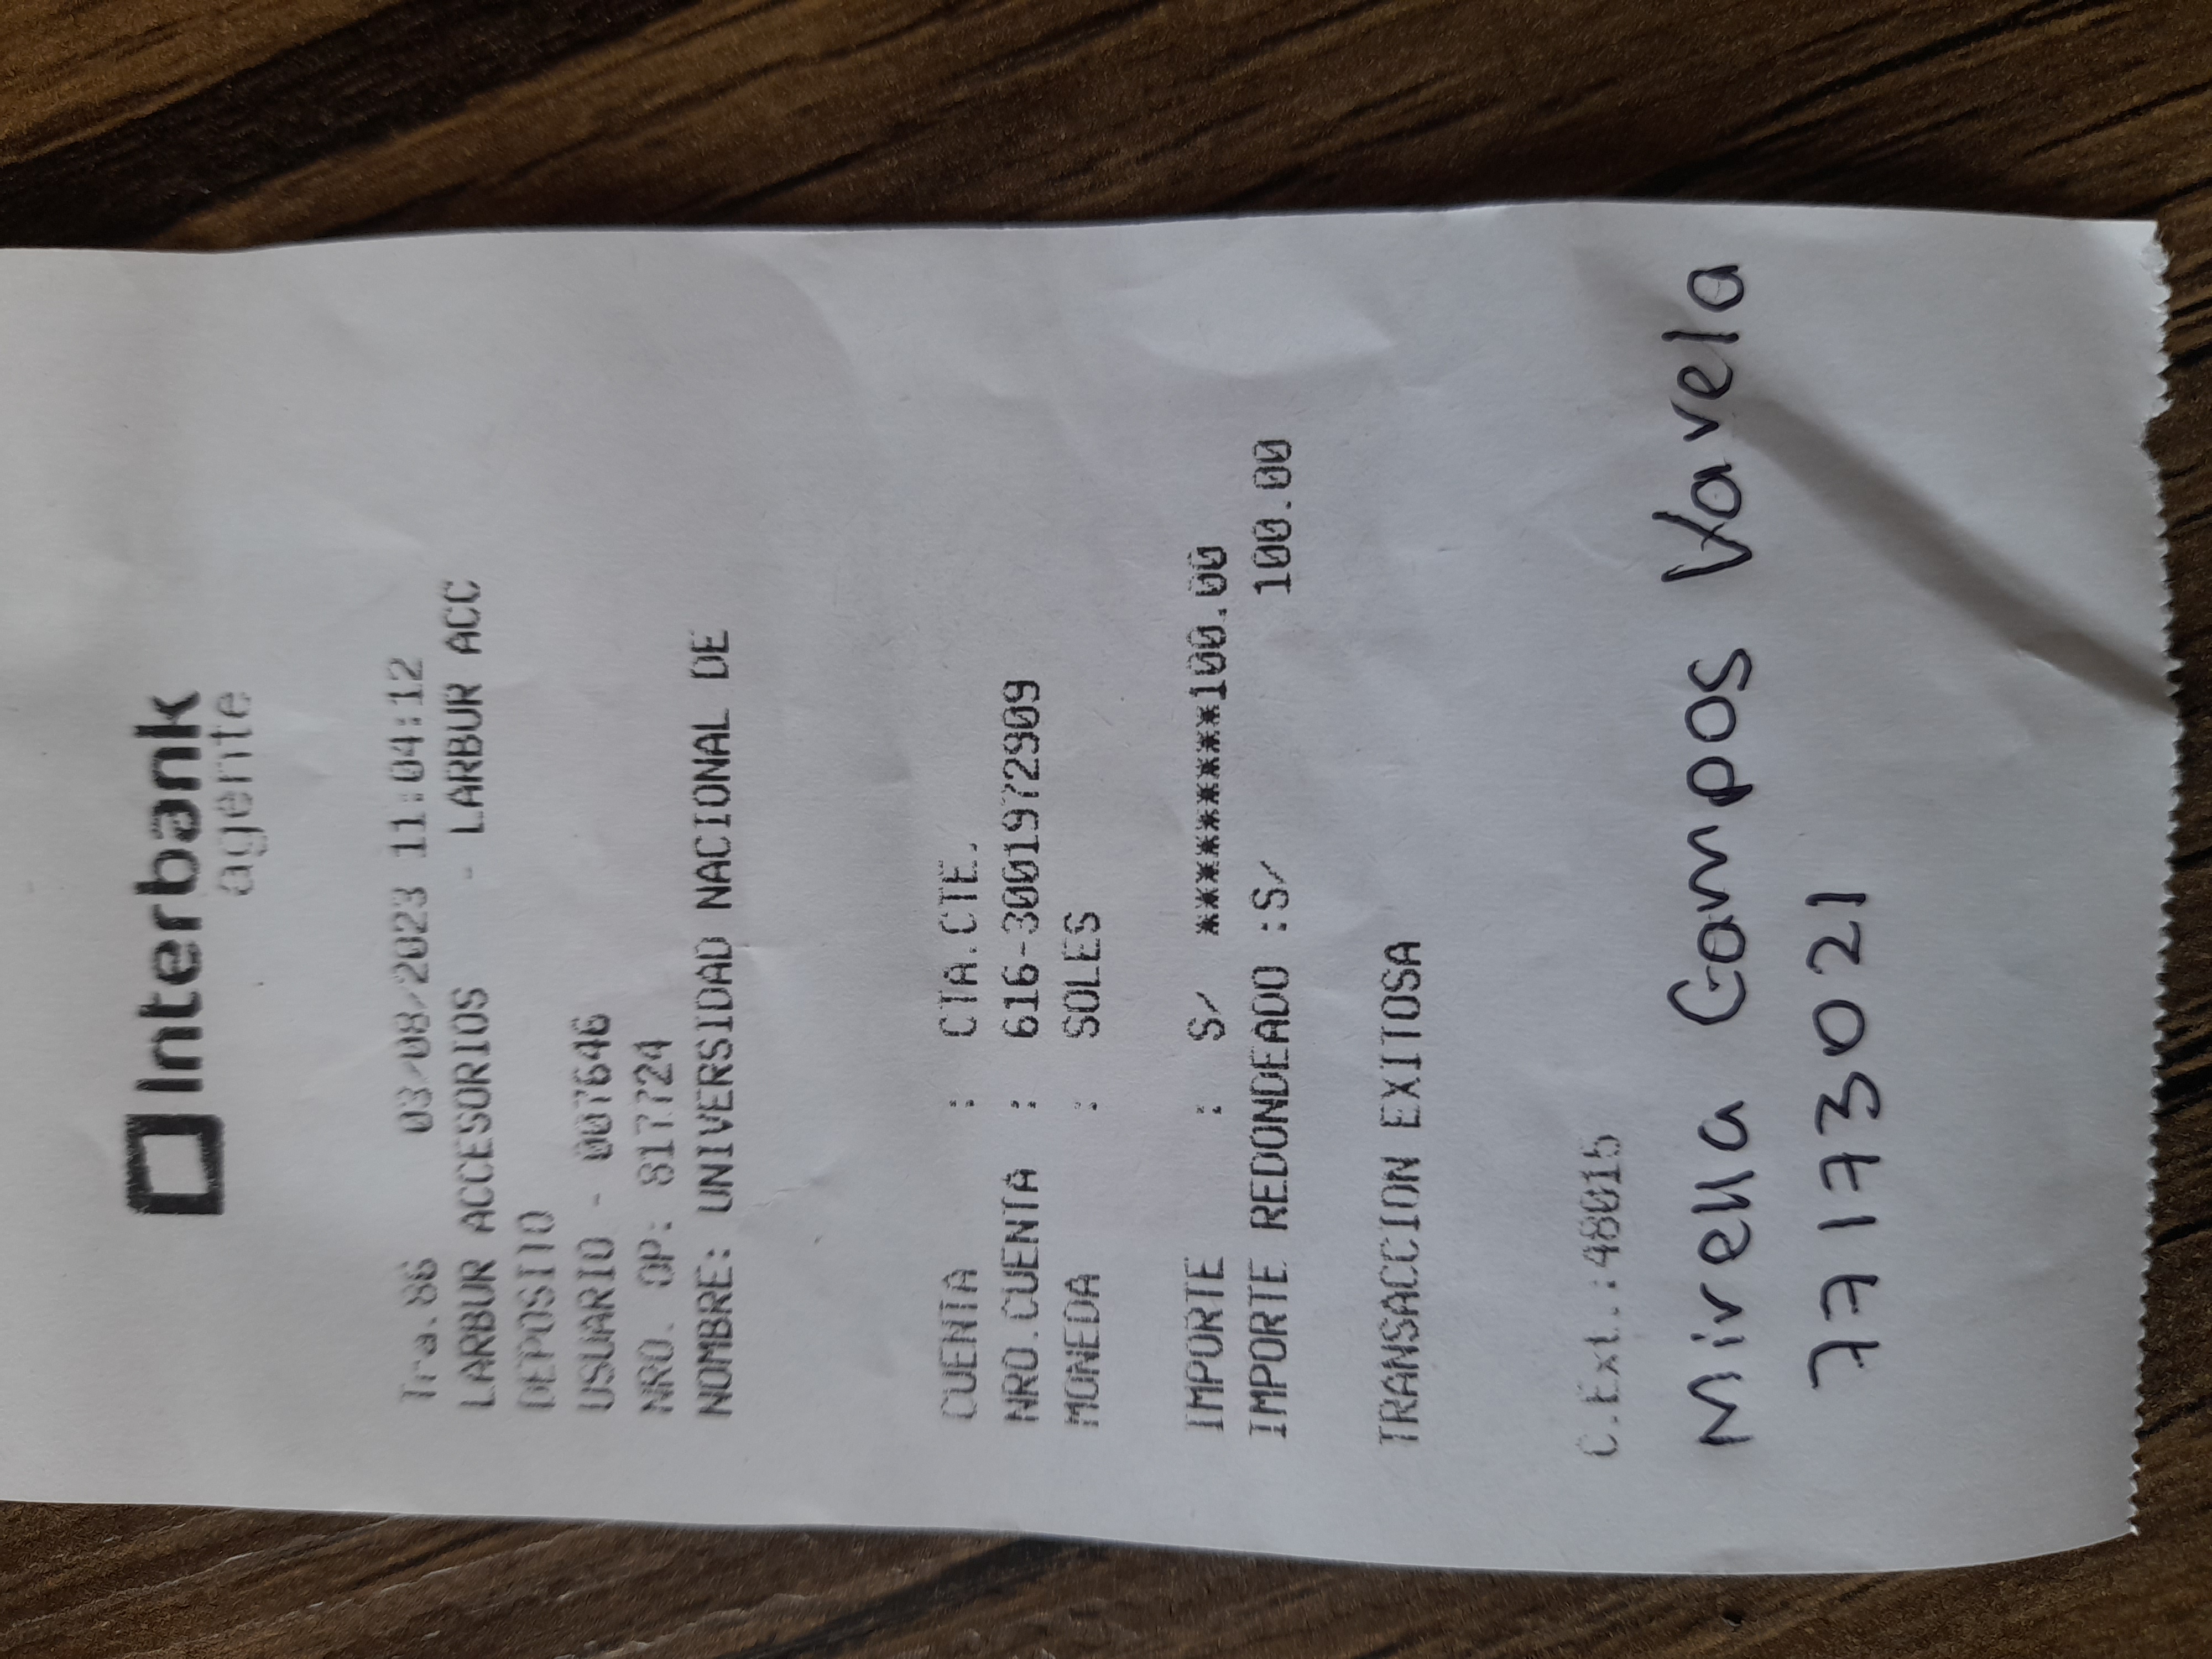 Interbank
agente
Tra.86 03/08/2023 11:04:12
LARBUR ACCESORIOS - LARBUR ACC
DEPOSITO
USUARIO - 007646
NRO. OP: 817724
NOMBRE: UNIVERSIDAD NACIONAL DE
CUENTA : CTA.CTE.
NRO.CUENTA : 616-3001972909
MONEDA : SOLES
IMPORTE : S/ ************100.00
IMPORTE REDONDEADO :S/ 100.00
TRANSACCION EXITOSA
C.Ext.:48015
Mirella Campos Vavela
77173021